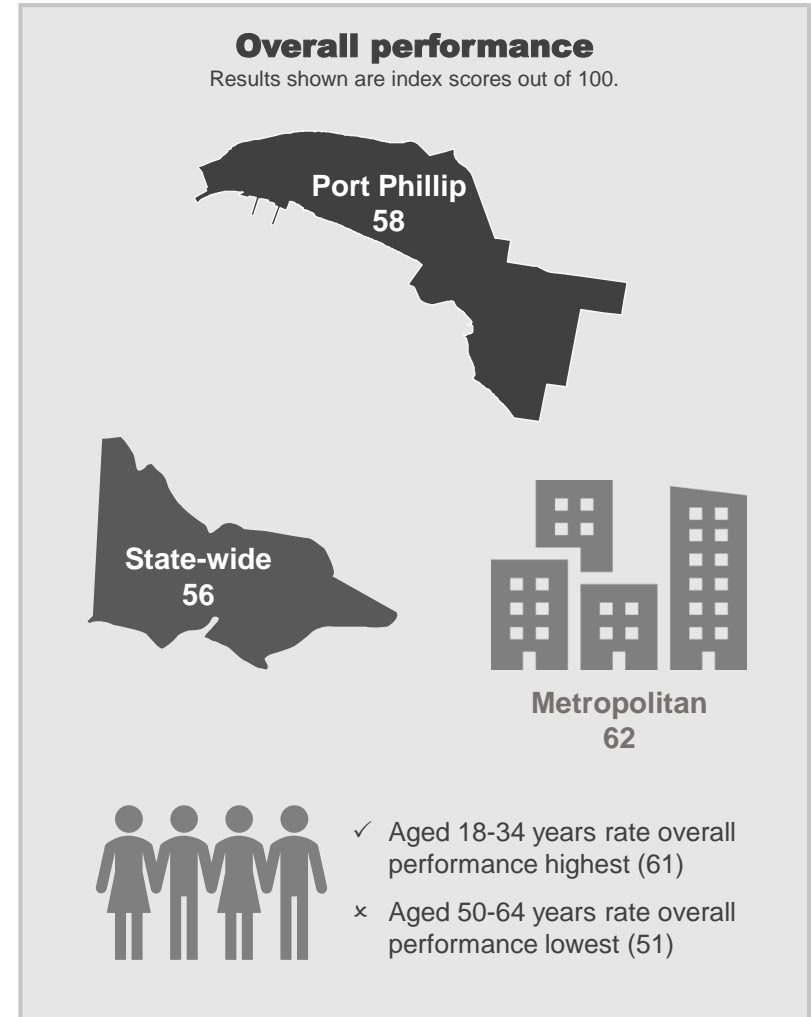 Overall performance
Results shown are index scores out of 100.
Port Phillip
58
State-wide
56
Metropolitan
62
✓ Aged 18-34 years rate overall
performance highest (61)
× Aged 50-64 years rate overall
performance lowest (51)